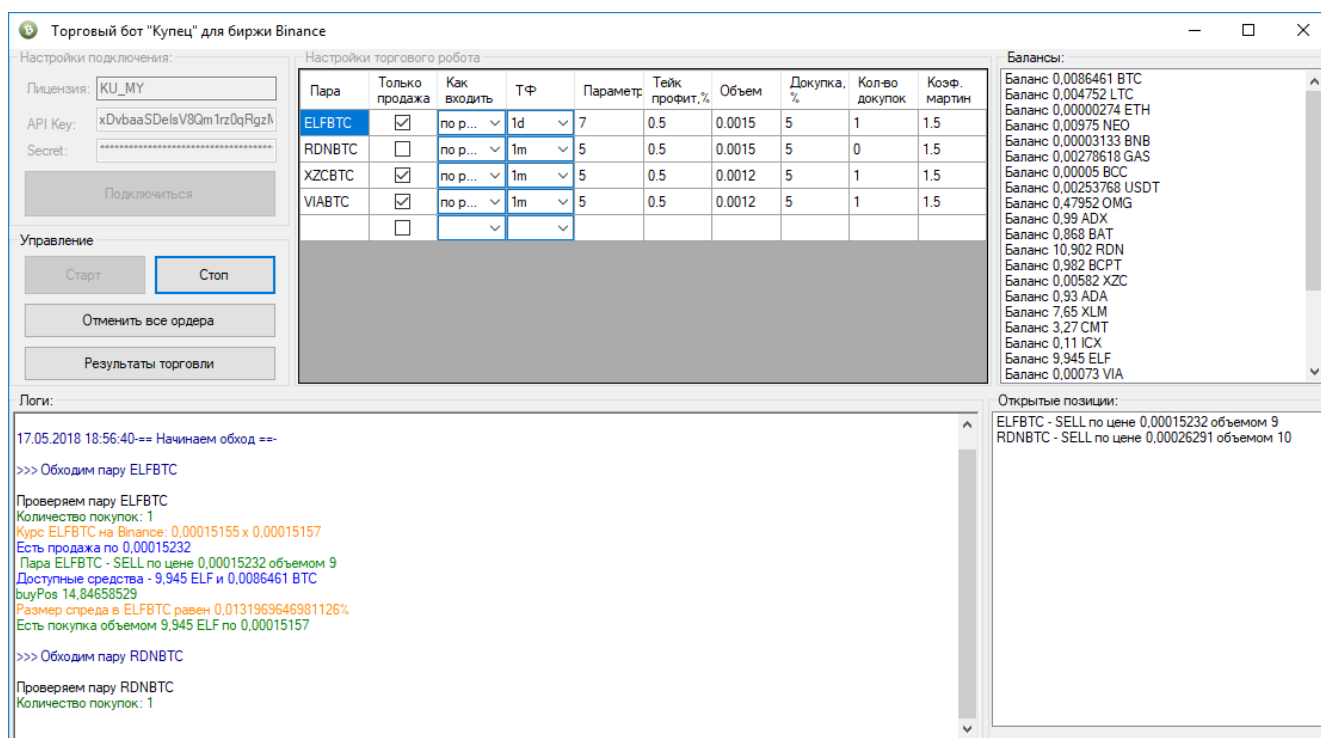 Торговый бот "Купец" для биржи Binance
Настройки подключения:
Лицензия: KU_MY
API Key: xDvbaaSDelsV8Qm1rz0qRgzM
Secret: ************************************
Подключиться
Управление
Старт Стоп
Отменить все ордера
Результаты торговли
Настройки торгового робота
Пара Только продажа Как входить ТФ Параметр Тейк профит,% Объем Докупка, % Кол-во докупок Коэф. мартин
ELFBTC по р... 1d 7 0.5 0.0015 5 1 1.5
RDNBTC по р... 1m 5 0.5 0.0015 5 0 1.5
XZCBTC по р... 1m 5 0.5 0.0012 5 1 1.5
VIABTC по р... 1m 5 0.5 0.0012 5 1 1.5
Балансы:
Баланс 0,0086461 BTC
Баланс 0,004752 LTC
Баланс 0,00000274 ETH
Баланс 0,00975 NEO
Баланс 0,00003133 BNB
Баланс 0,00278618 GAS
Баланс 0,00005 BCC
Баланс 0,00253768 USDT
Баланс 0,47952 OMG
Баланс 0,99 ADX
Баланс 0,868 BAT
Баланс 10,902 RDN
Баланс 0,982 BCPT
Баланс 0,00582 XZC
Баланс 0,93 ADA
Баланс 7,65 XLM
Баланс 3,27 CMT
Баланс 0,11 ICX
Баланс 9,945 ELF
Баланс 0,00073 VIA
Логи:
17.05.2018 18:56:40-== Начинаем обход ==-
>>> Обходим пару ELFBTC
Проверяем пару ELFBTC
Количество покупок: 1
Курс ELFBTC на Binance: 0,00015155 x 0,00015157
Есть продажа по 0,00015232
Пара ELFBTC - SELL по цене 0,00015232 объемом 9
Доступные средства - 9,945 ELF и 0,0086461 BTC
buyPos 14,84658529
Размер спреда в ELFBTC равен 0,0131969646981126%
Есть покупка объемом 9,945 ELF по 0,00015157
>>> Обходим пару RDNBTC
Проверяем пару RDNBTC
Количество покупок: 1
Открытые позиции:
ELFBTC - SELL по цене 0,00015232 объемом 9
RDNBTC - SELL по цене 0,00026291 объемом 10